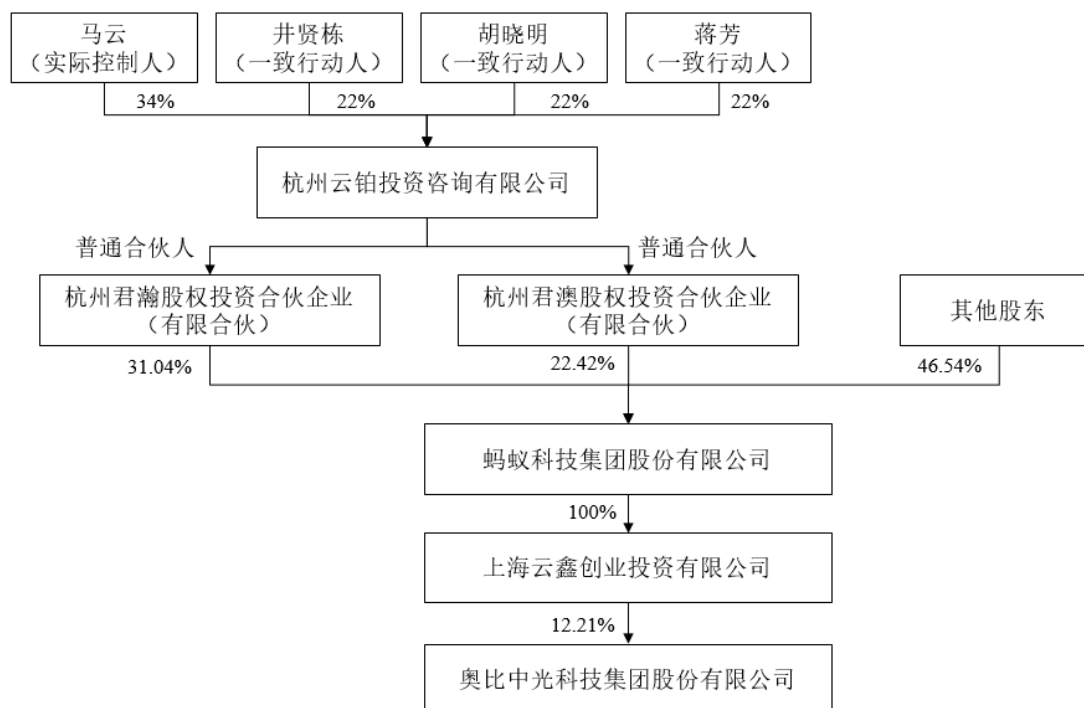 马云
（实际控制人）
井贤栋
（一致行动人）
胡晓明
（一致行动人）
蒋芳
（一致行动人）
34%
22%
22%
22%
杭州云铂投资咨询有限公司
普通合伙人
普通合伙人
杭州君瀚股权投资合伙企业
（有限合伙）
杭州君澳股权投资合伙企业
（有限合伙）
其他股东
31.04%
22.42%
46.54%
蚂蚁科技集团股份有限公司
100%
上海云鑫创业投资有限公司
12.21%
奥比中光科技集团股份有限公司